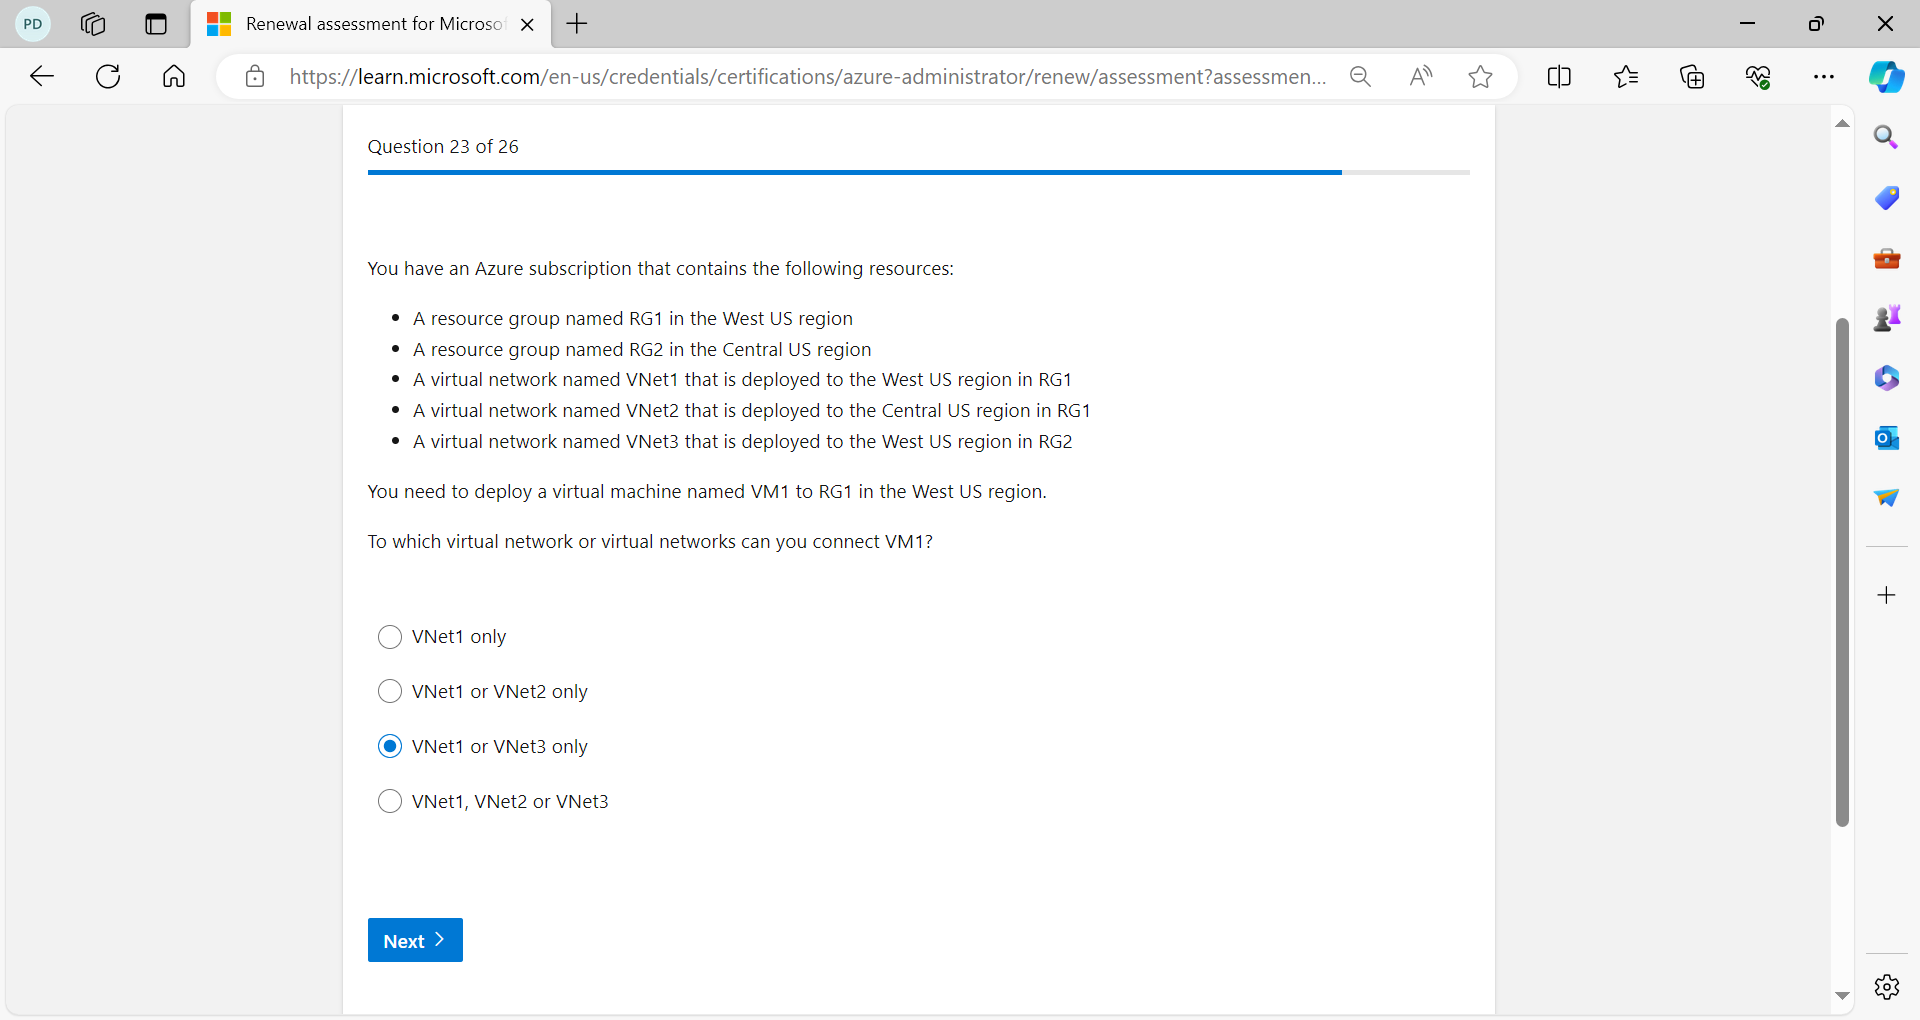 PD
Renewal assessment for Microso
https://learn.microsoft.com/en-us/credentials/certifications/azure-administrator/renew/assessment?assessmen...
Question 23 of 26
You have an Azure subscription that contains the following resources:
• A resource group named RG1 in the West US region
• A resource group named RG2 in the Central US region
• A virtual network named VNet1 that is deployed to the West US region in RG1
• A virtual network named VNet2 that is deployed to the Central US region in RG1
• A virtual network named VNet3 that is deployed to the West US region in RG2
You need to deploy a virtual machine named VM1 to RG1 in the West US region.
To which virtual network or virtual networks can you connect VM1?
VNet1 only
VNet1 or VNet2 only
VNet1 or VNet3 only
VNet1, VNet2 or VNet3
Next